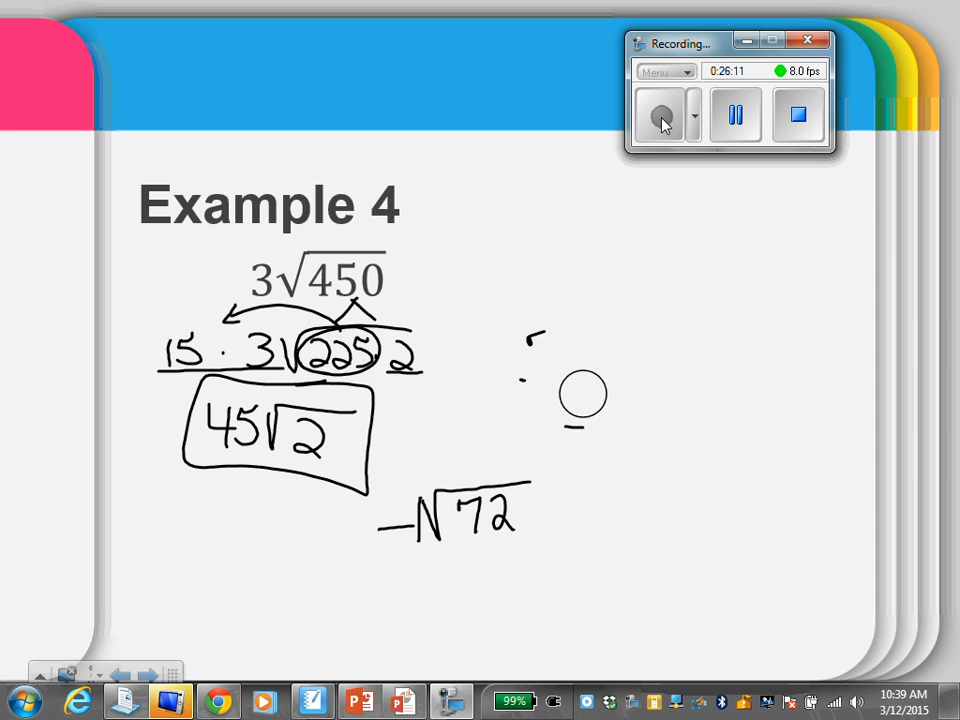 Recording...
Menu
0:26:11
8.0 fps
Example 4
3√450
15 · 3√225·2
45√2
-√72
99%
10:39 AM
3/12/2015